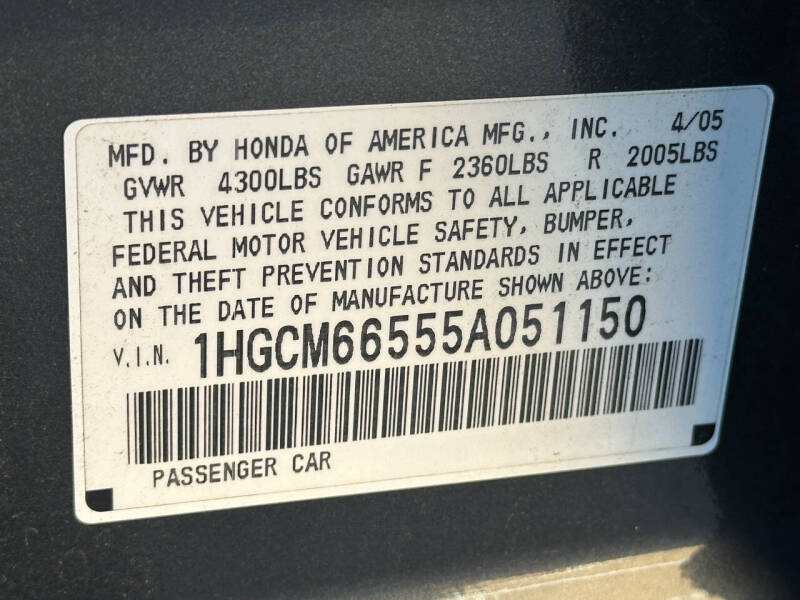 MFD. BY HONDA OF AMERICA MFG., INC. 4/05
GVWR 4300LBS GAWR F 2360LBS R 2005LBS
THIS VEHICLE CONFORMS TO ALL APPLICABLE
FEDERAL MOTOR VEHICLE SAFETY, BUMPER,
AND THEFT PREVENTION STANDARDS IN EFFECT
ON THE DATE OF MANUFACTURE SHOWN ABOVE:
V.I.N. 1HGCM66555A051150
PASSENGER CAR